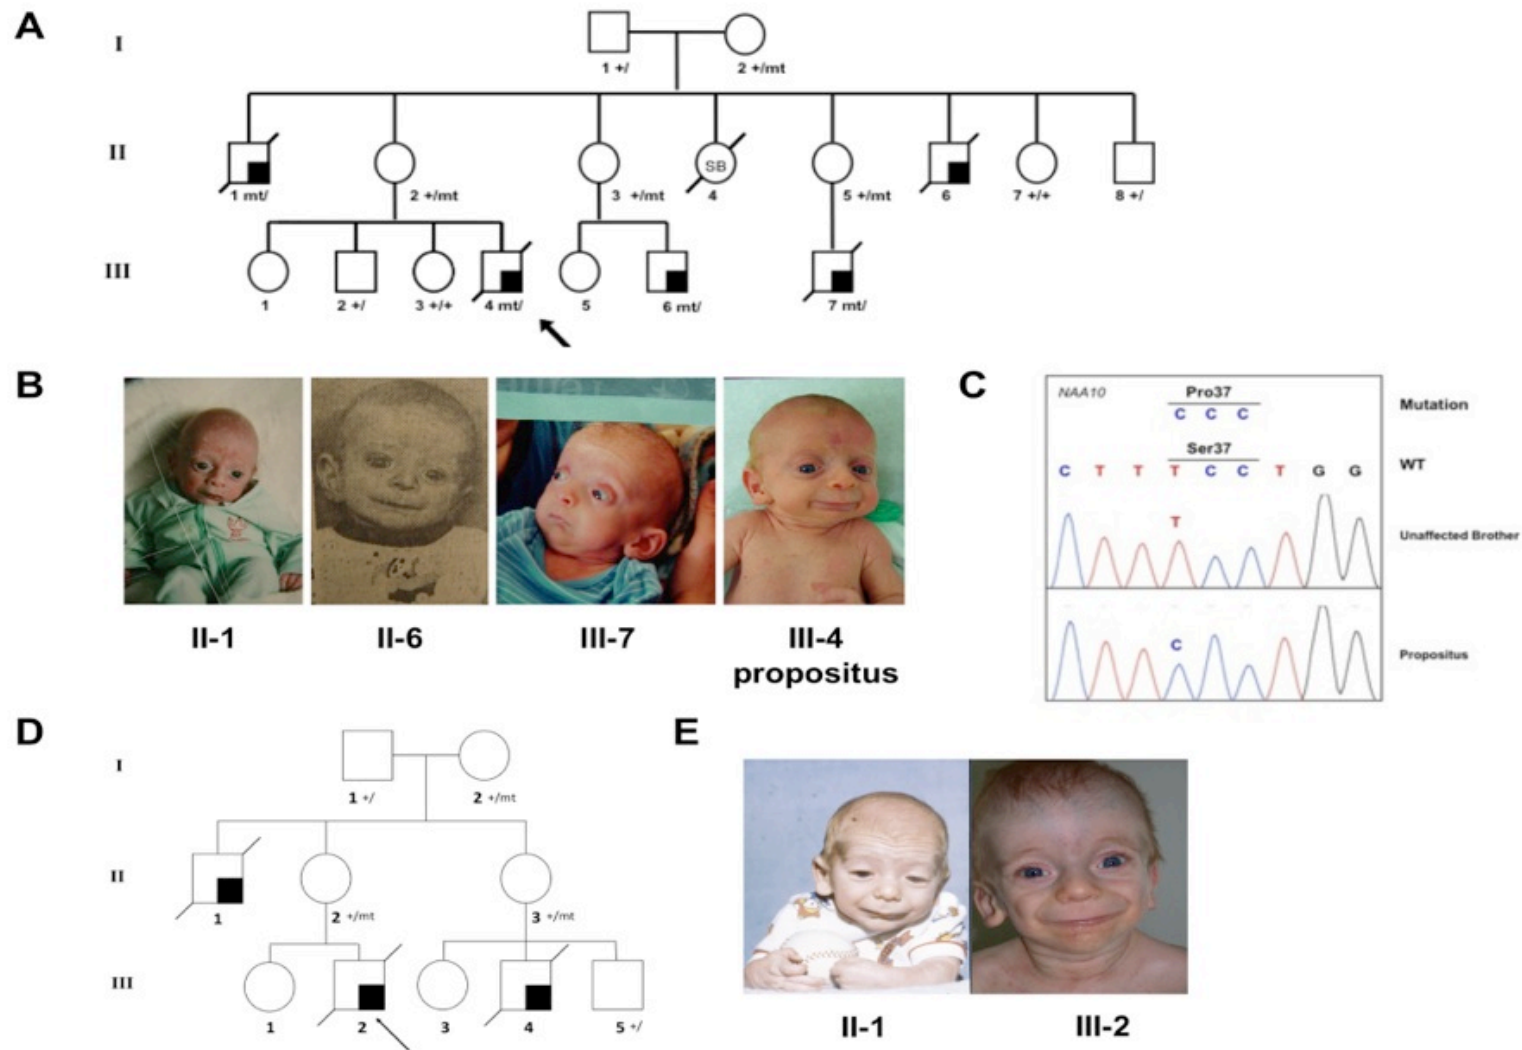 A
I
1 +/
2 +/mt
II
SB
1 mt/
2 +/mt
3 +/mt
4
5 +/mt
6
7 +/+
8 +/
III
1
2 +/
3 +/+
4 mt/
5
6 mt/
7 mt/
B
II-1
II-6
III-7
III-4
propositus
C
NAA10
Pro37
C C C
Mutation
Ser37
C T T T C C T G G
WT
T
Unaffected Brother
C
Propositus
D
I
1 +/
2 +/mt
II
1
2 +/mt
3 +/mt
III
1
2
3
4
5 +/
E
II-1
III-2